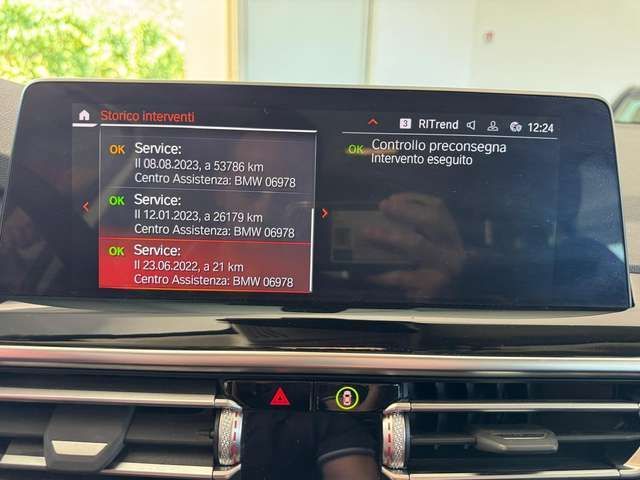 Storico interventi
3 RITrend 12:24
OK Service:
Il 08.08.2023, a 53786 km
Centro Assistenza: BMW 06978
OK Service:
Il 12.01.2023, a 26179 km
Centro Assistenza: BMW 06978
OK Service:
Il 23.06.2022, a 21 km
Centro Assistenza: BMW 06978
OK Controllo preconsegna
Intervento eseguito